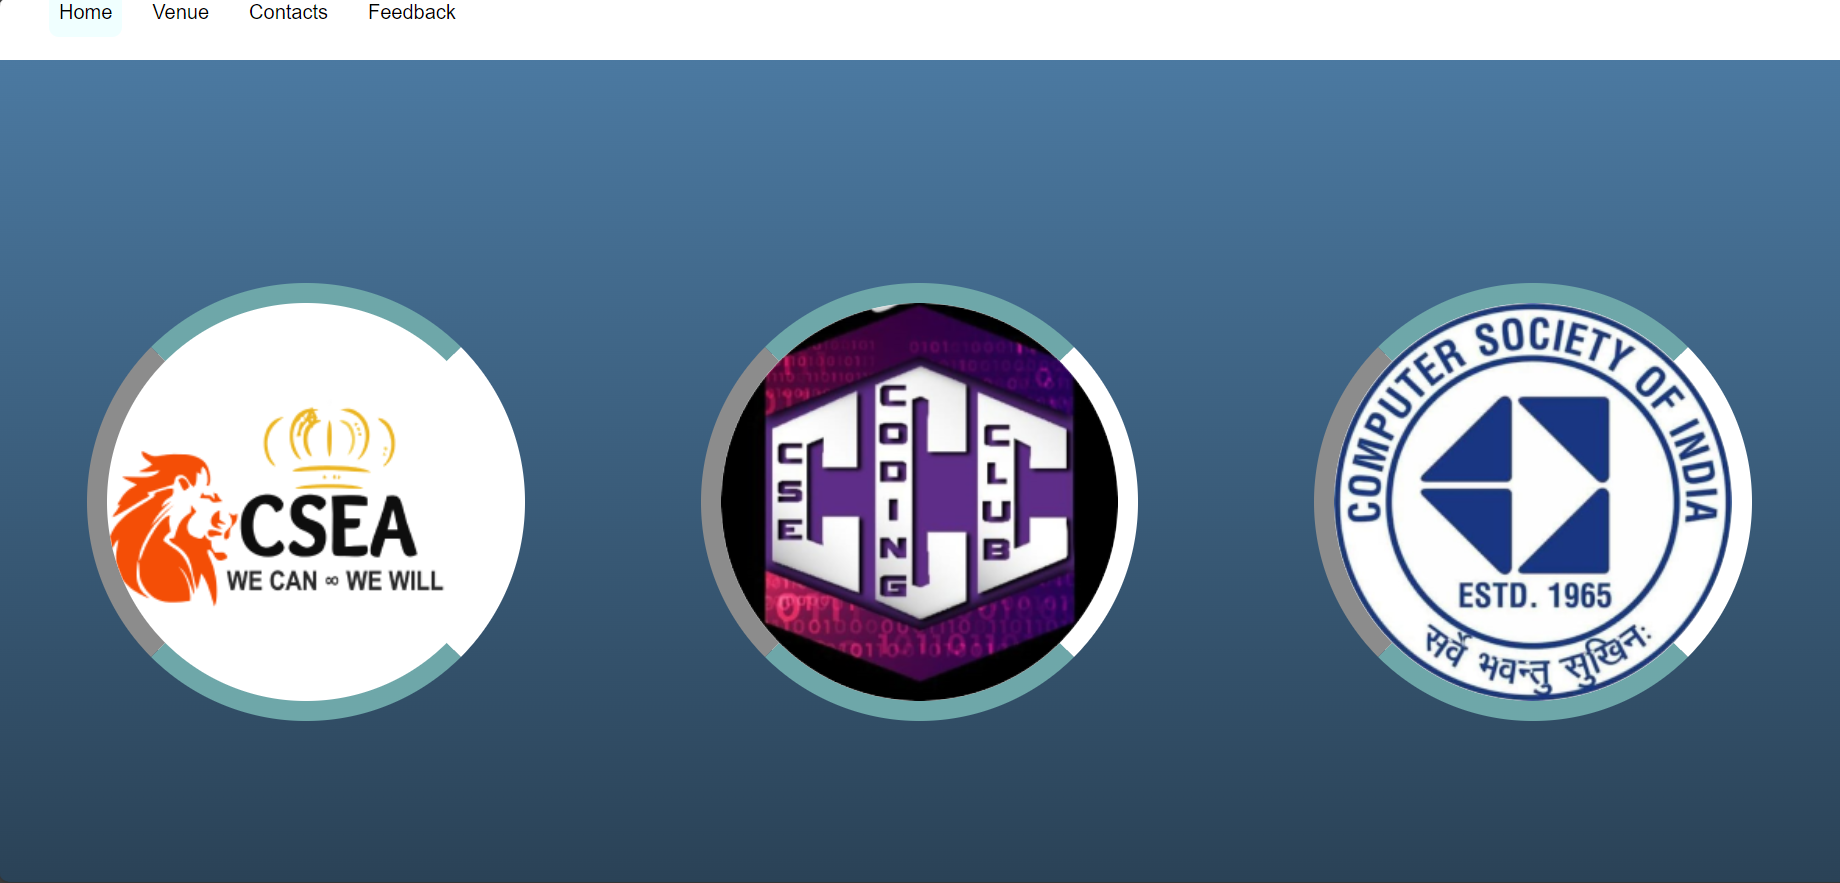 Home Venue Contacts Feedback
CSEA
WE CAN ∞ WE WILL
CSE
CODING
CLUB
COMPUTER SOCIETY OF INDIA
ESTD. 1965
सर्वे भवन्तु सुखिनः